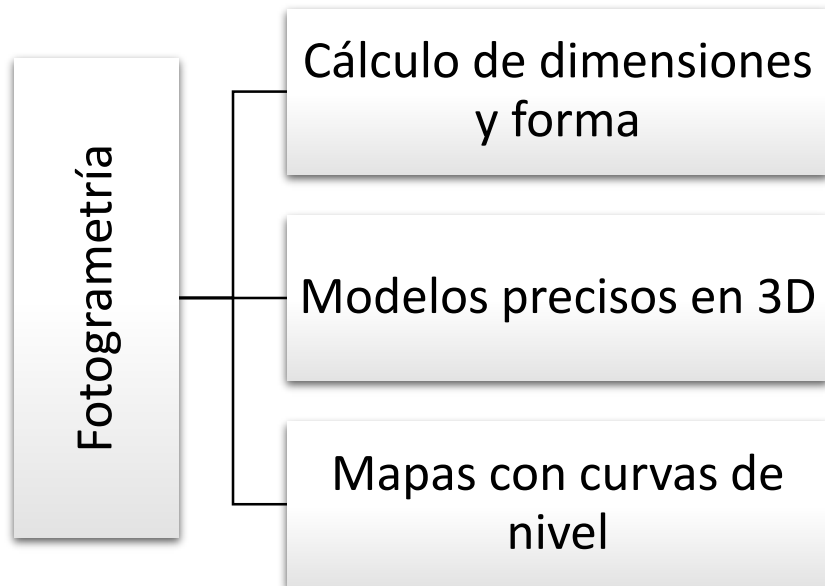 Fotogrametría
Cálculo de dimensiones
y forma
Modelos precisos en 3D
Mapas con curvas de
nivel